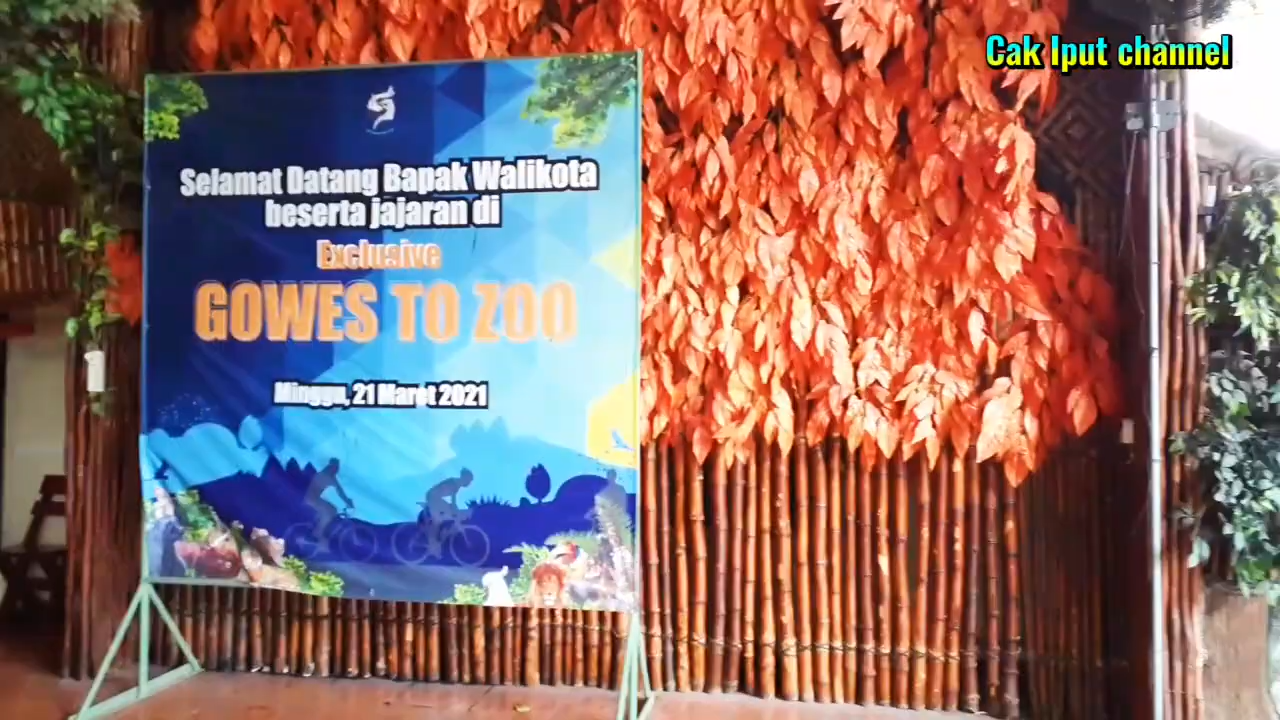 Cak Iput channel
Selamat Datang Bapak Walikota
beserta jajaran di
Exclusive
GOWES TO ZOO
Minggu, 21 Maret 2021